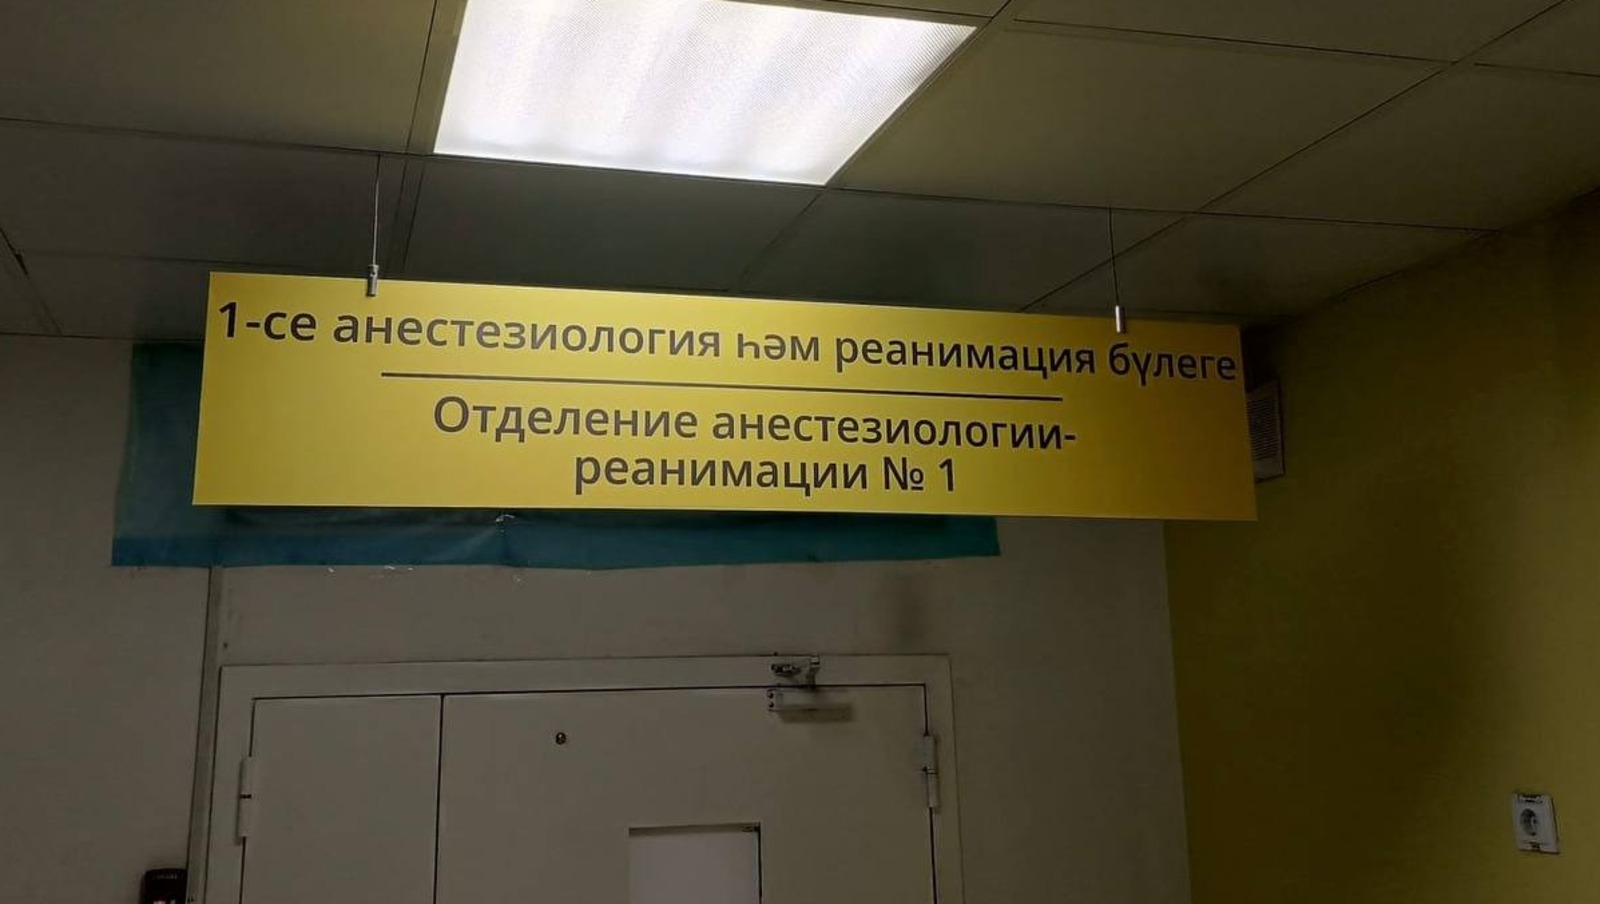 1-се анестезиология һәм реанимация бүлеге
Отделение анестезиологии-
реанимации № 1